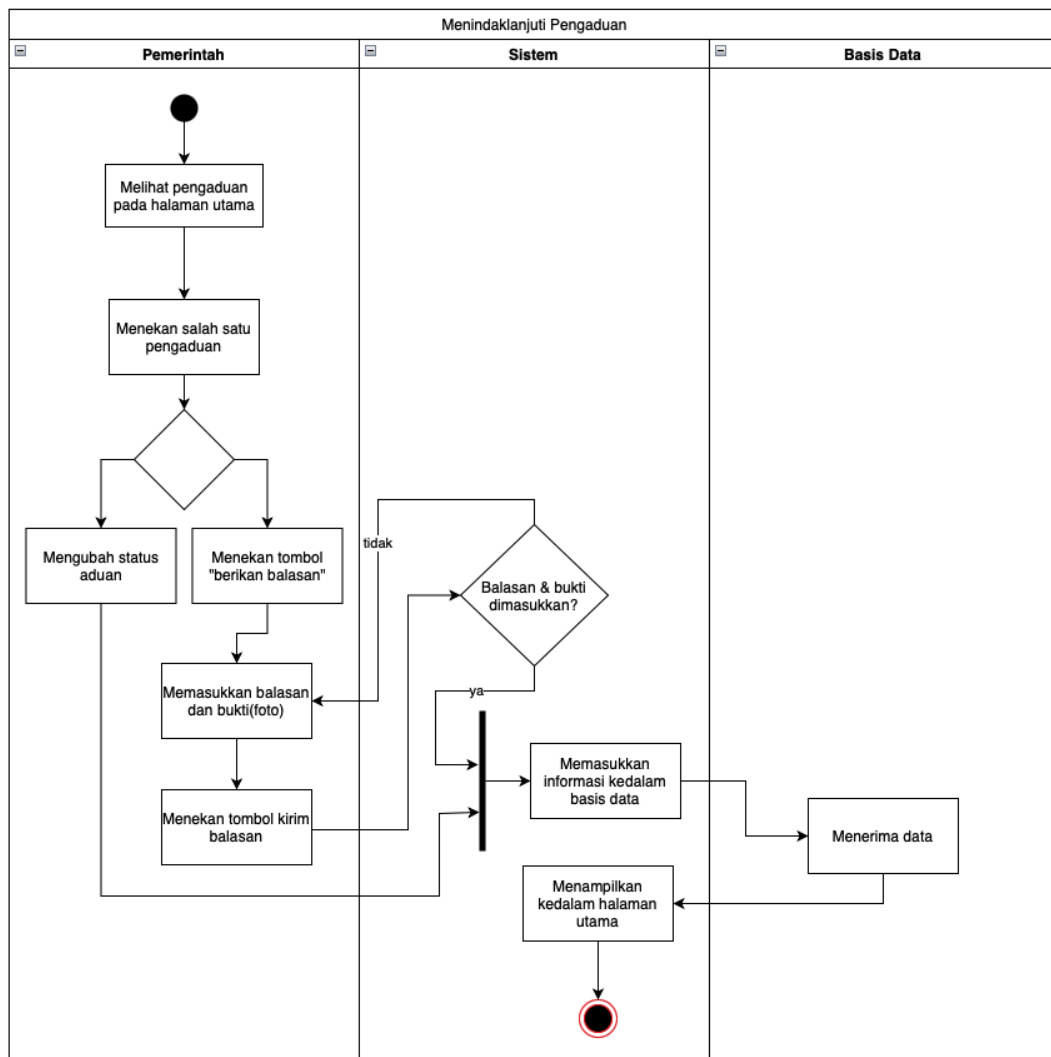 Menindaklanjuti Pengaduan
Pemerintah
Sistem
Basis Data
Melihat pengaduan
pada halaman utama
Menekan salah satu
pengaduan
Mengubah status
aduan
Menekan tombol
"berikan balasan"
tidak
Balasan & bukti
dimasukkan?
Memasukkan balasan
dan bukti(foto)
ya
Menekan tombol kirim
balasan
Memasukkan
informasi kedalam
basis data
Menerima data
Menampilkan
kedalam halaman
utama